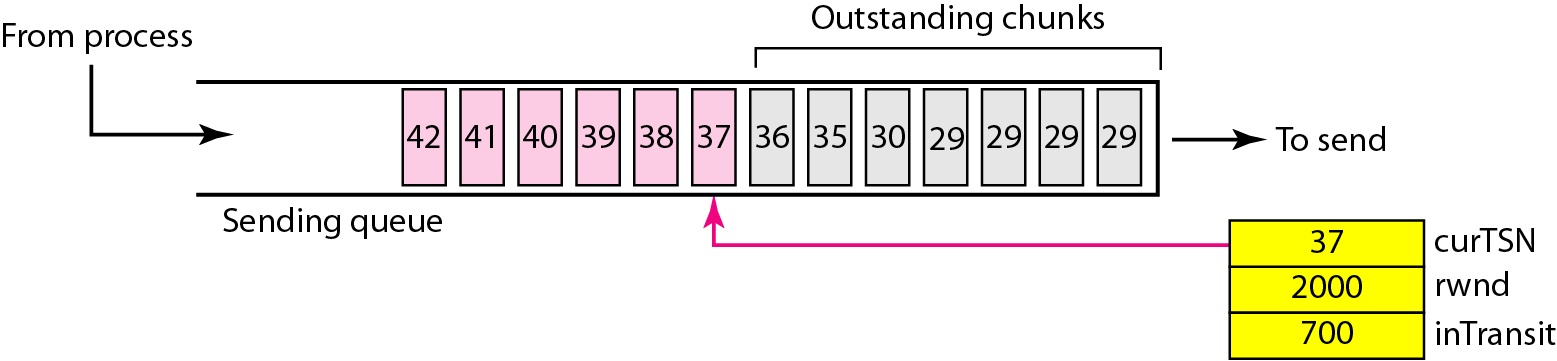 Outstanding chunks
From process
42 41 40 39 38 37 36 35 30 29 29 29 29
To send
Sending queue
37 curTSN
2000 rwnd
700 inTransit